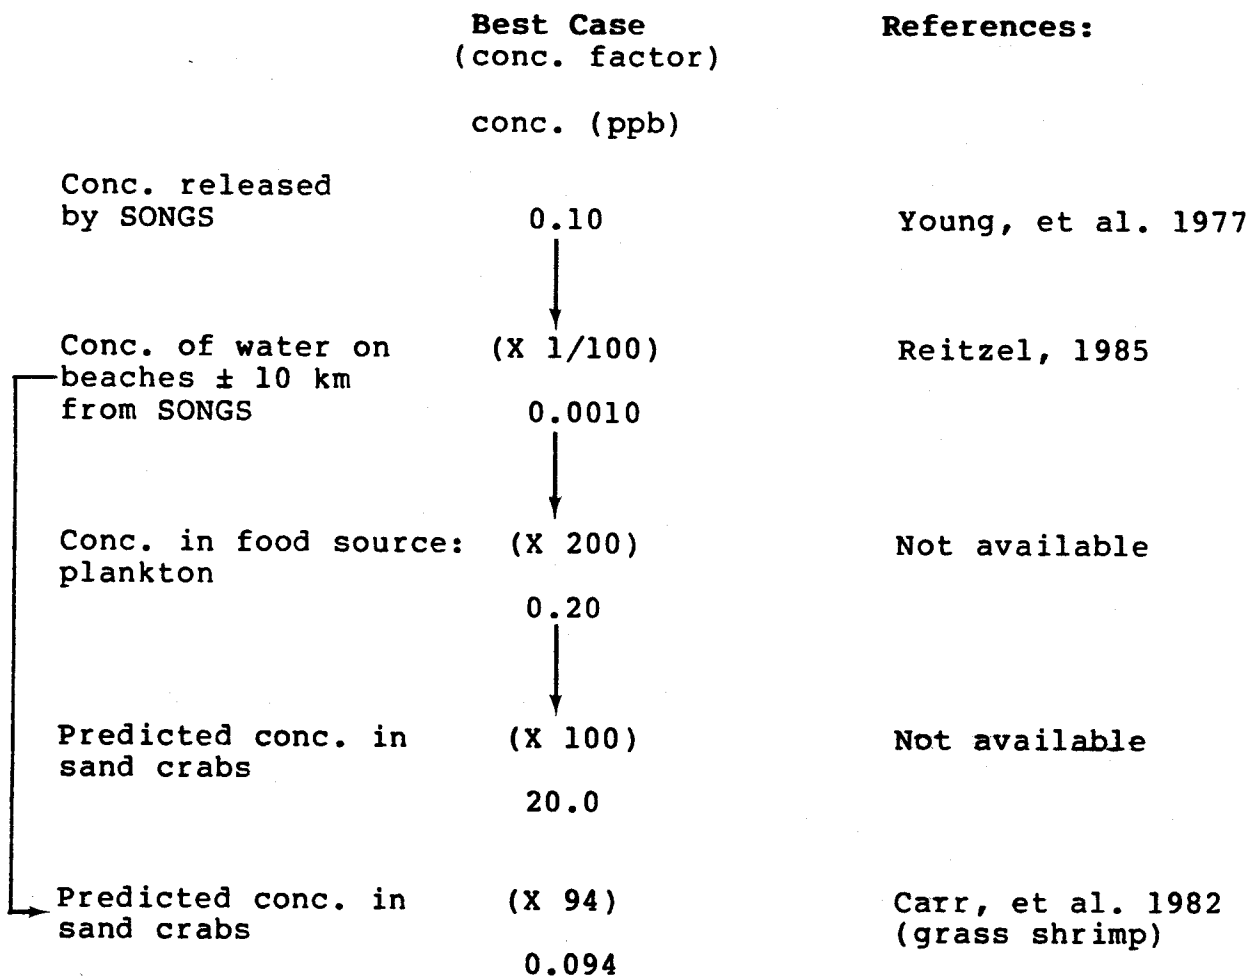 Best Case References:
(conc. factor)
conc. (ppb)
Conc. released
by SONGS 0.10 Young, et al. 1977
Conc. of water on (X 1/100) Reitzel, 1985
beaches ± 10 km
from SONGS 0.0010
Conc. in food source: (X 200) Not available
plankton
0.20
Predicted conc. in (X 100) Not available
sand crabs
20.0
Predicted conc. in (X 94) Carr, et al. 1982
sand crabs (grass shrimp)
0.094